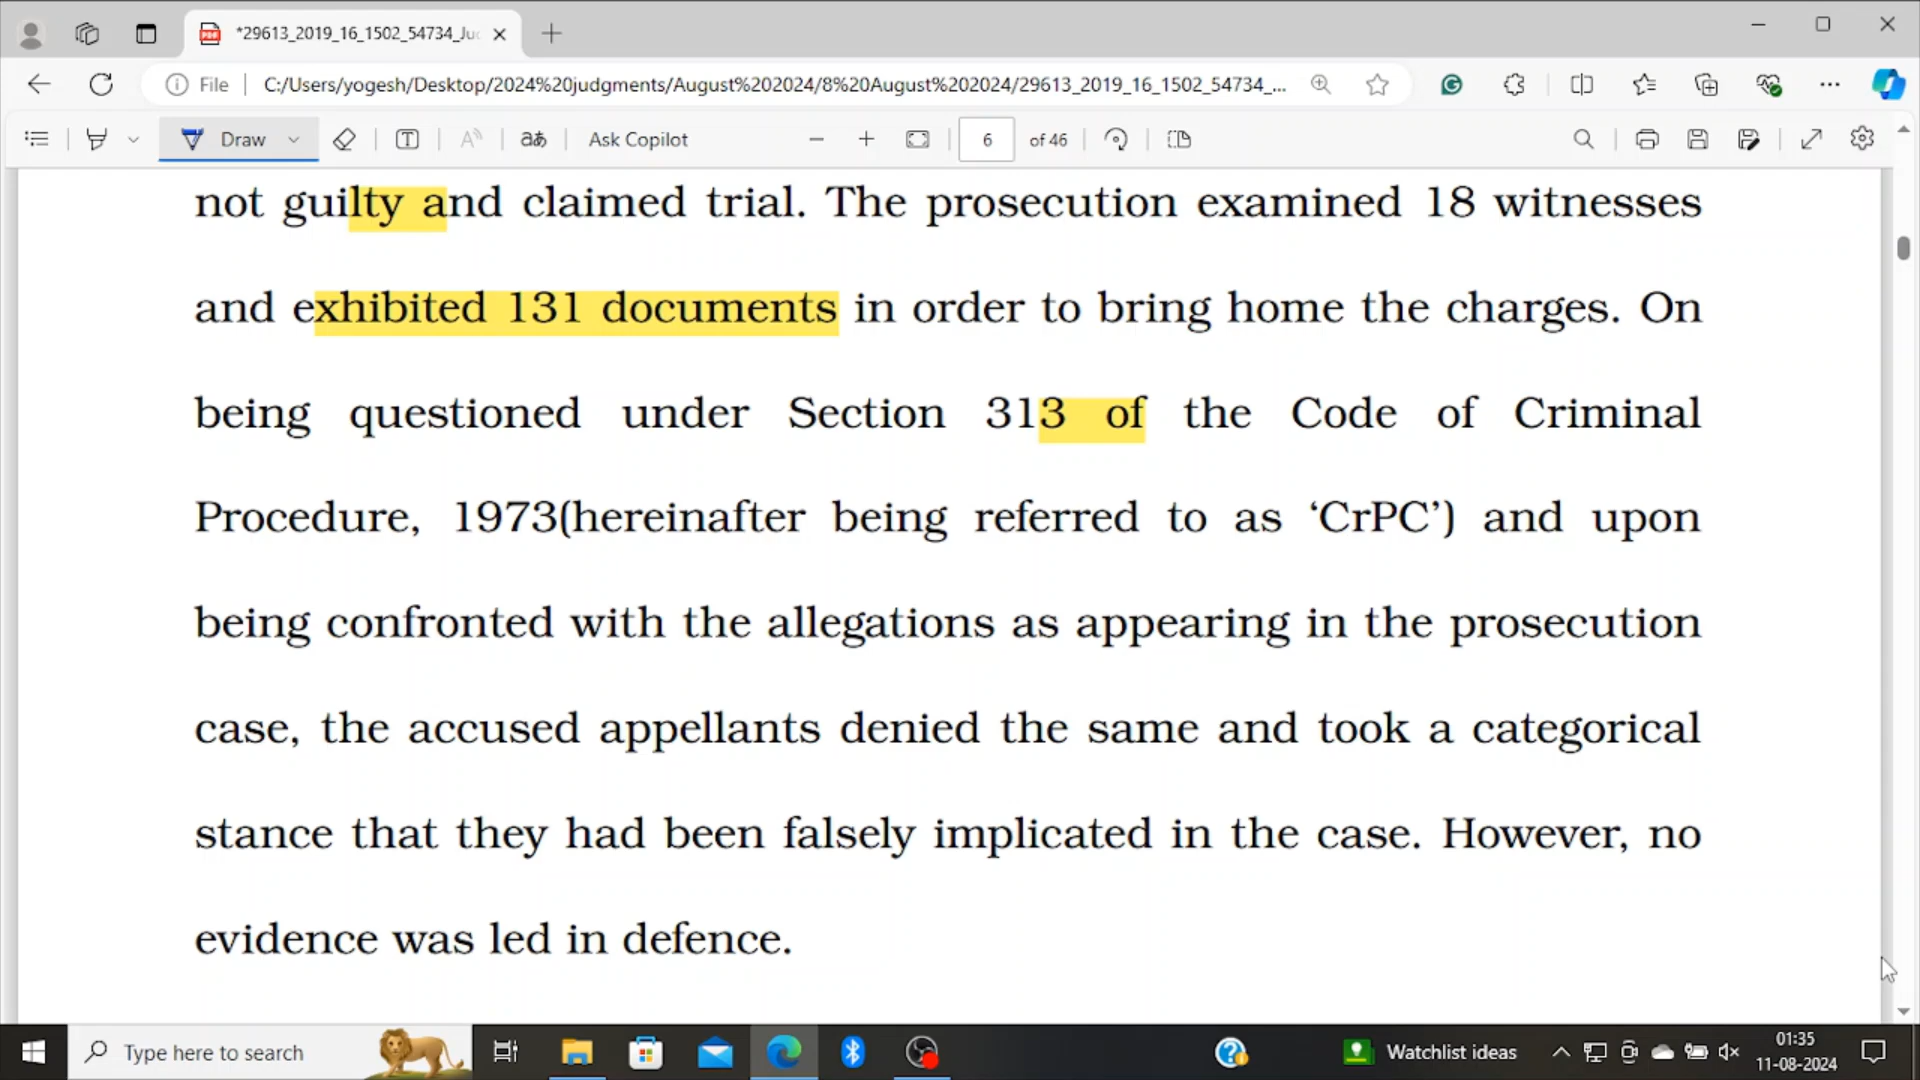 *29613_2019_16_1502_54734_Ju
File
C:/Users/yogesh/Desktop/2024%20judgments/August%202024/8%20August%202024/29613_2019_16_1502_54734_...
Draw
Ask Copilot
6 of 46
not guilty and claimed trial. The prosecution examined 18 witnesses
and exhibited 131 documents in order to bring home the charges. On
being questioned under Section 313 of the Code of Criminal
Procedure, 1973(hereinafter being referred to as ‘CrPC’) and upon
being confronted with the allegations as appearing in the prosecution
case, the accused appellants denied the same and took a categorical
stance that they had been falsely implicated in the case. However, no
evidence was led in defence.
Type here to search
Watchlist ideas
01:35
11-08-2024